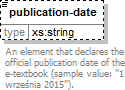 publication-date
type xs:string
An element that declares the
official publication date of the
e-textbook (sample value: "1
września 2015").